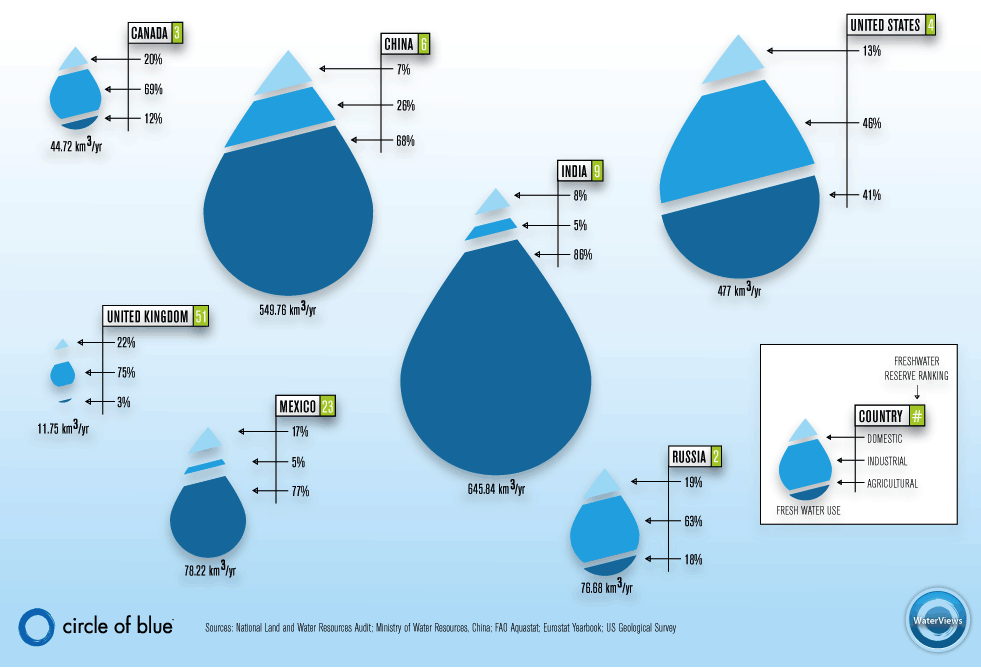 CANADA 3
20%
69%
12%
44.72 km3/yr
CHINA 6
7%
26%
68%
549.76 km3/yr
UNITED STATES 4
13%
46%
41%
477 km3/yr
INDIA 9
8%
5%
86%
645.84 km3/yr
UNITED KINGDOM 51
22%
75%
3%
11.75 km3/yr
MEXICO 23
17%
5%
77%
78.22 km3/yr
RUSSIA 2
19%
63%
18%
76.68 km3/yr
FRESHWATER
RESERVE RANKING
COUNTRY #
DOMESTIC
INDUSTRIAL
AGRICULTURAL
FRESH WATER USE
circle of blue
Sources: National Land and Water Resources Audit; Ministry of Water Resources, China; FAO Aquastat; Eurostat Yearbook; US Geological Survey
WaterViews